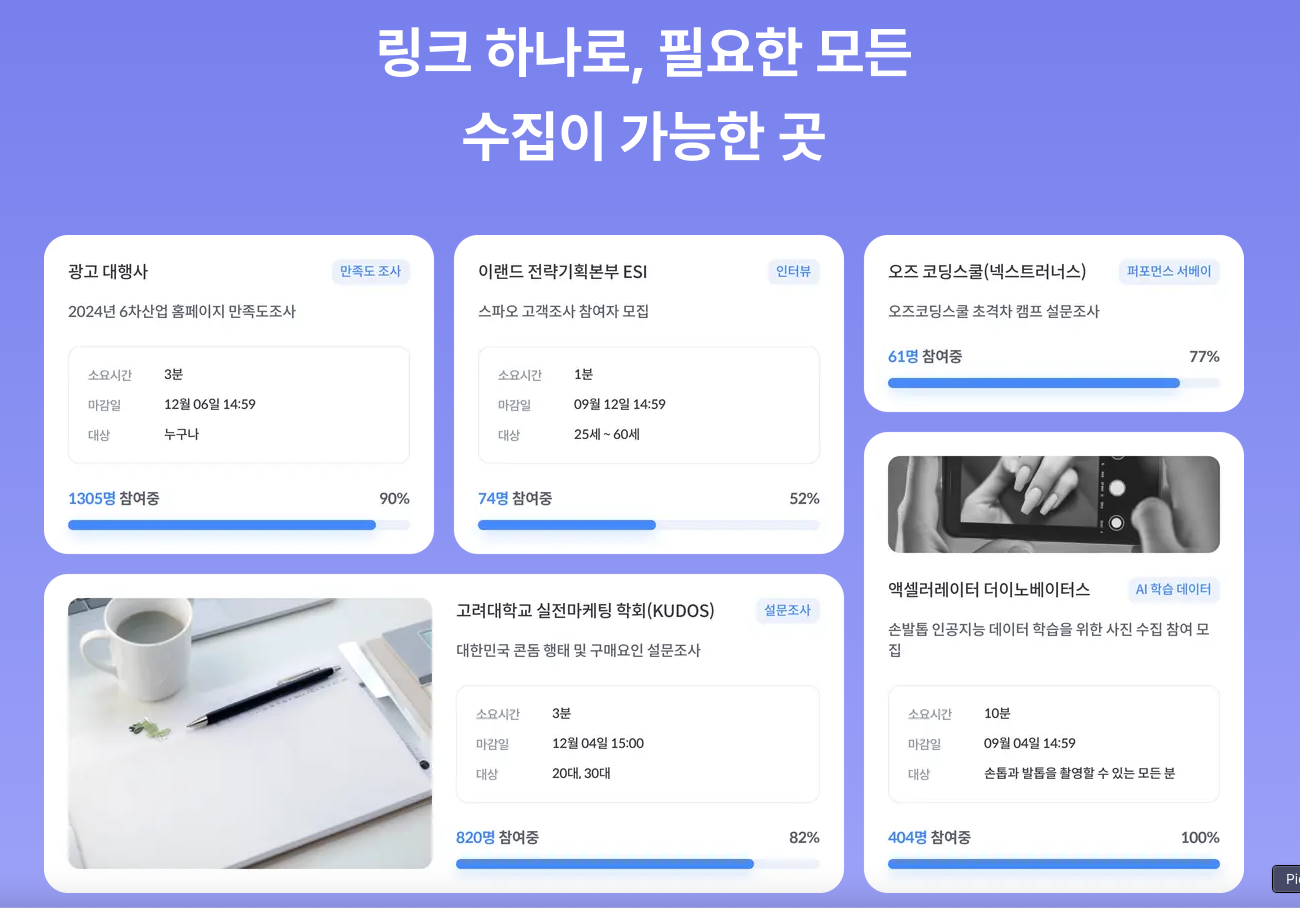 링크 하나로, 필요한 모든
수집이 가능한 곳
광고 대행사
만족도 조사
2024년 6차산업 홈페이지 만족도조사
소요시간 3분
마감일 12월 06일 14:59
대상 누구나
1305명 참여중 90%
이랜드 전략기획본부 ESI
인터뷰
스파오 고객조사 참여자 모집
소요시간 1분
마감일 09월 12일 14:59
대상 25세 ~ 60세
74명 참여중 52%
오즈 코딩스쿨(넥스트러너스)
퍼포먼스 서베이
오즈코딩스쿨 초격차 캠프 설문조사
61명 참여중 77%
고려대학교 실전마케팅 학회(KUDOS)
설문조사
대한민국 콘돔 행태 및 구매요인 설문조사
소요시간 3분
마감일 12월 04일 15:00
대상 20대, 30대
820명 참여중 82%
액셀러레이터 더이노베이터스
AI 학습 데이터
손발톱 인공지능 데이터 학습을 위한 사진 수집 참여 모
집
소요시간 10분
마감일 09월 04일 14:59
대상 손톱과 발톱을 촬영할 수 있는 모든 분
404명 참여중 100%